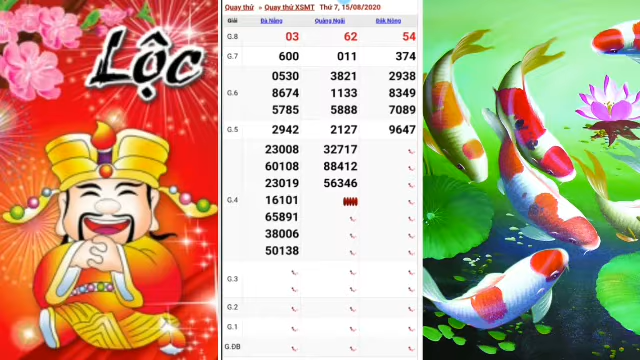 Lộc
Quay thử » Quay thử XSMT Thứ 7, 15/08/2020
Giải Đà Nẵng Quảng Ngãi Đắk Nông
G.8 03 62 54
G.7 600 011 374
G.6 0530 3821 2938
8674 1133 8349
5785 5888 7089
G.5 2942 2127 9647
G.4 23008 32717
60108 88412
23019 56346
16101
65891
38006
50138
G.3
G.2
G.1
G.ĐB